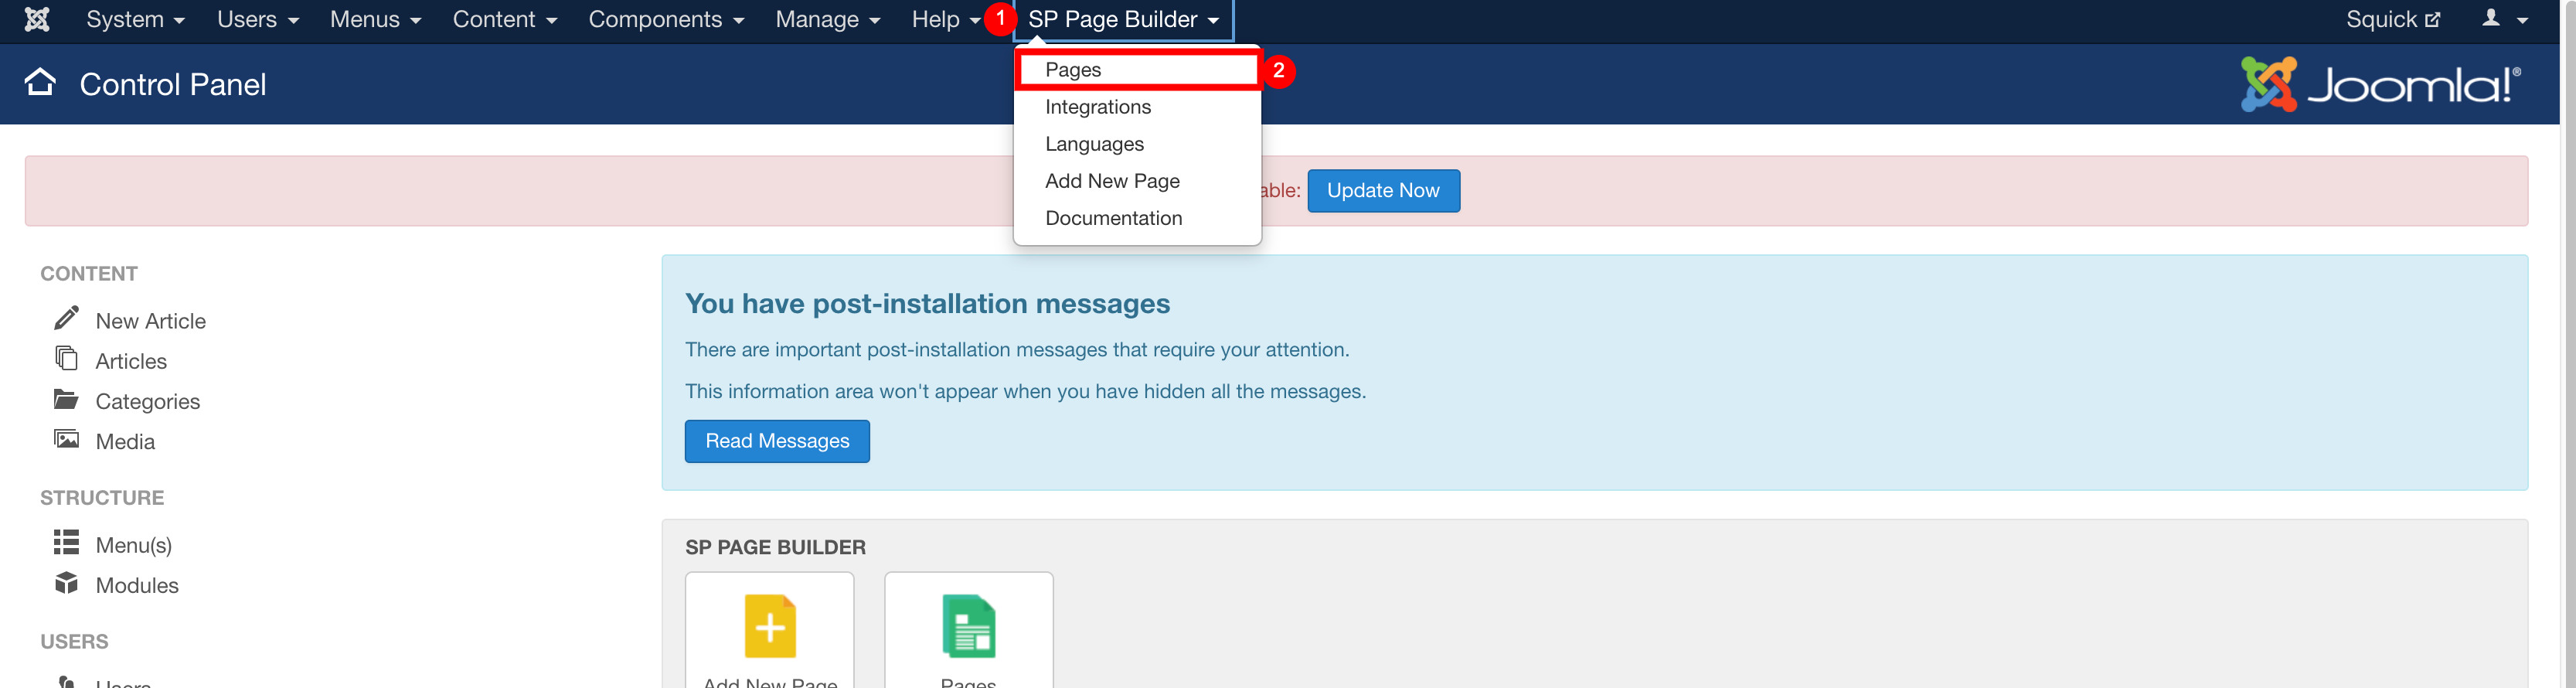 System Users Menus Content Components Manage Help 1 SP Page Builder Squick
Control Panel
Joomla!®
Pages 2
Integrations
Languages
Add New Page
Documentation
able: Update Now
CONTENT
New Article
Articles
Categories
Media
STRUCTURE
Menu(s)
Modules
USERS
Users
You have post-installation messages
There are important post-installation messages that require your attention.
This information area won't appear when you have hidden all the messages.
Read Messages
SP PAGE BUILDER
Add New Page
Pages